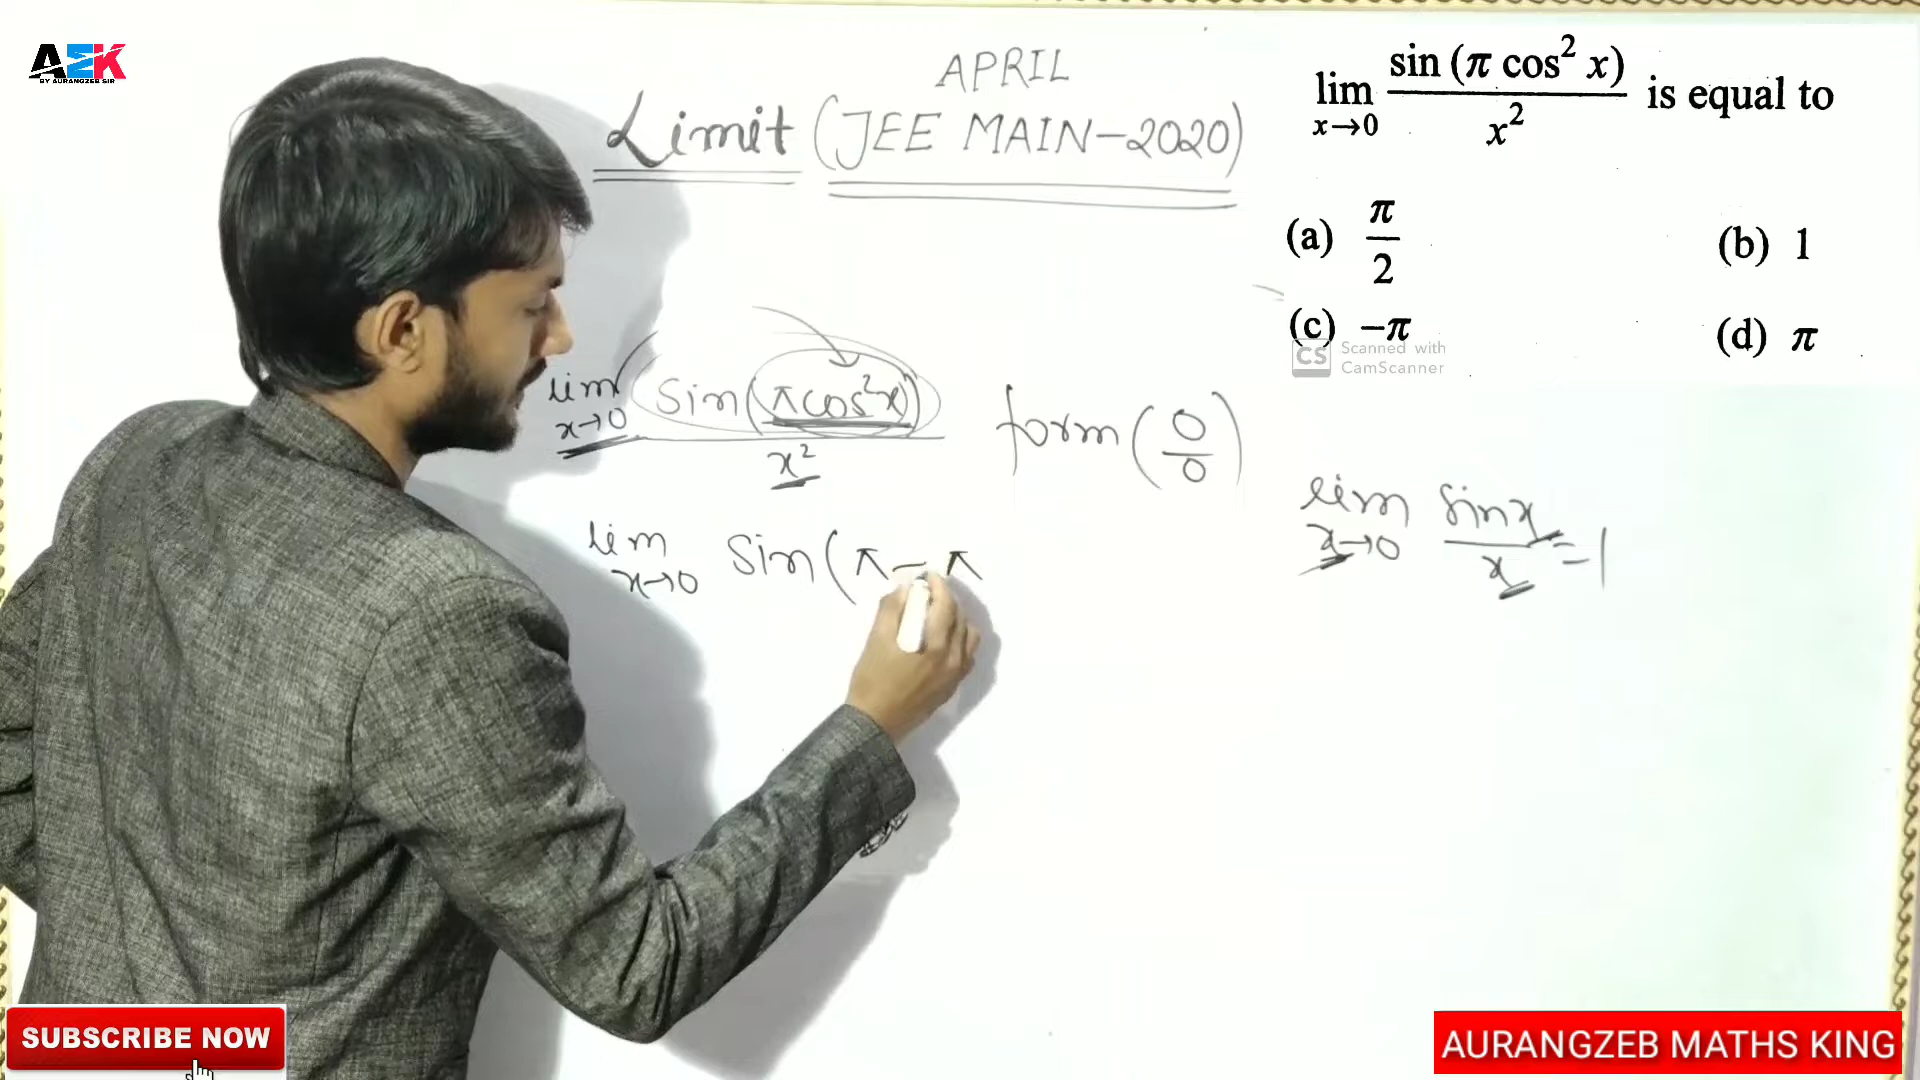 AZK
BY AURANGZEB SIR
APRIL
Limit (JEE MAIN-2020)
lim x→0 sin (π cos² x) / x² is equal to
(a) π/2
(b) 1
(c) -π
(d) π
CS Scanned with
CamScanner
lim x→0 sin(πcos²x) / x² form (0/0)
lim x→0 sinx / x = 1
lim x→0 sin(π - π
SUBSCRIBE NOW
AURANGZEB MATHS KING